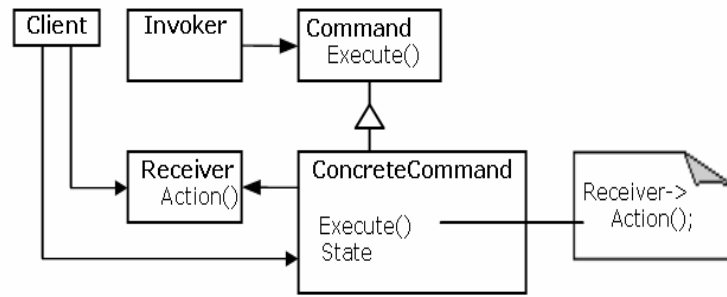 Client
Invoker
Command
Execute()
Receiver
Action()
ConcreteCommand
Execute()
State
Receiver->
Action();